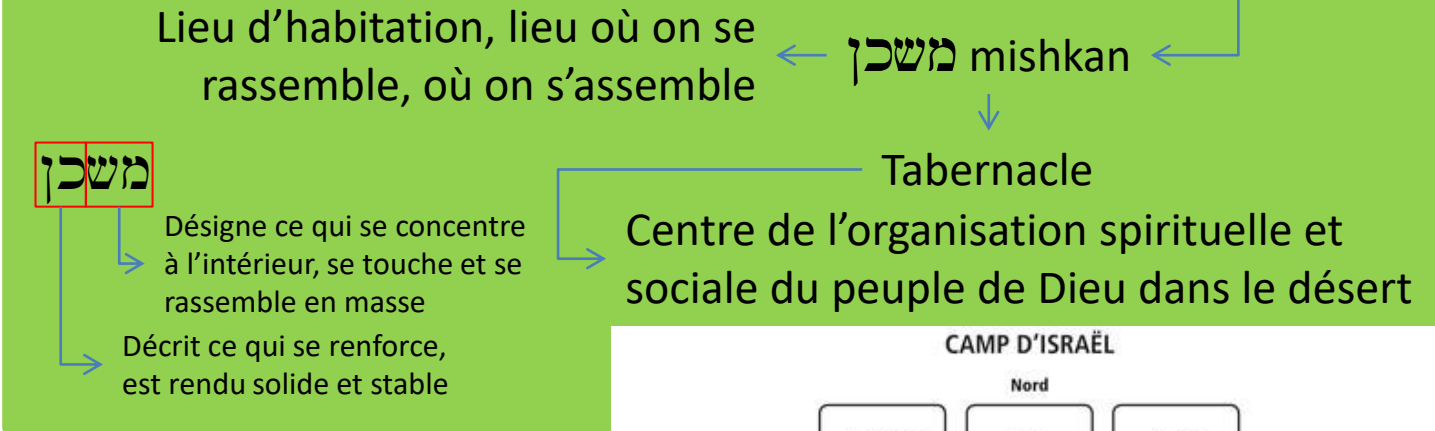 Lieu d’habitation, lieu où on se
rassemble, où on s’assemble
משכן mishkan
Tabernacle
Centre de l’organisation spirituelle et
sociale du peuple de Dieu dans le désert
משכן
Désigne ce qui se concentre
à l’intérieur, se touche et se
rassemble en masse
Décrit ce qui se renforce,
est rendu solide et stable
CAMP D’ISRAËL
Nord